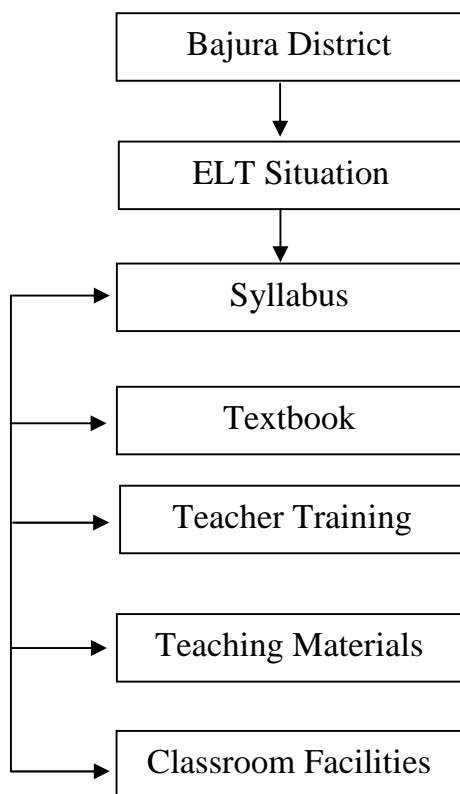 Bajura District
ELT Situation
Syllabus
Textbook
Teacher Training
Teaching Materials
Classroom Facilities